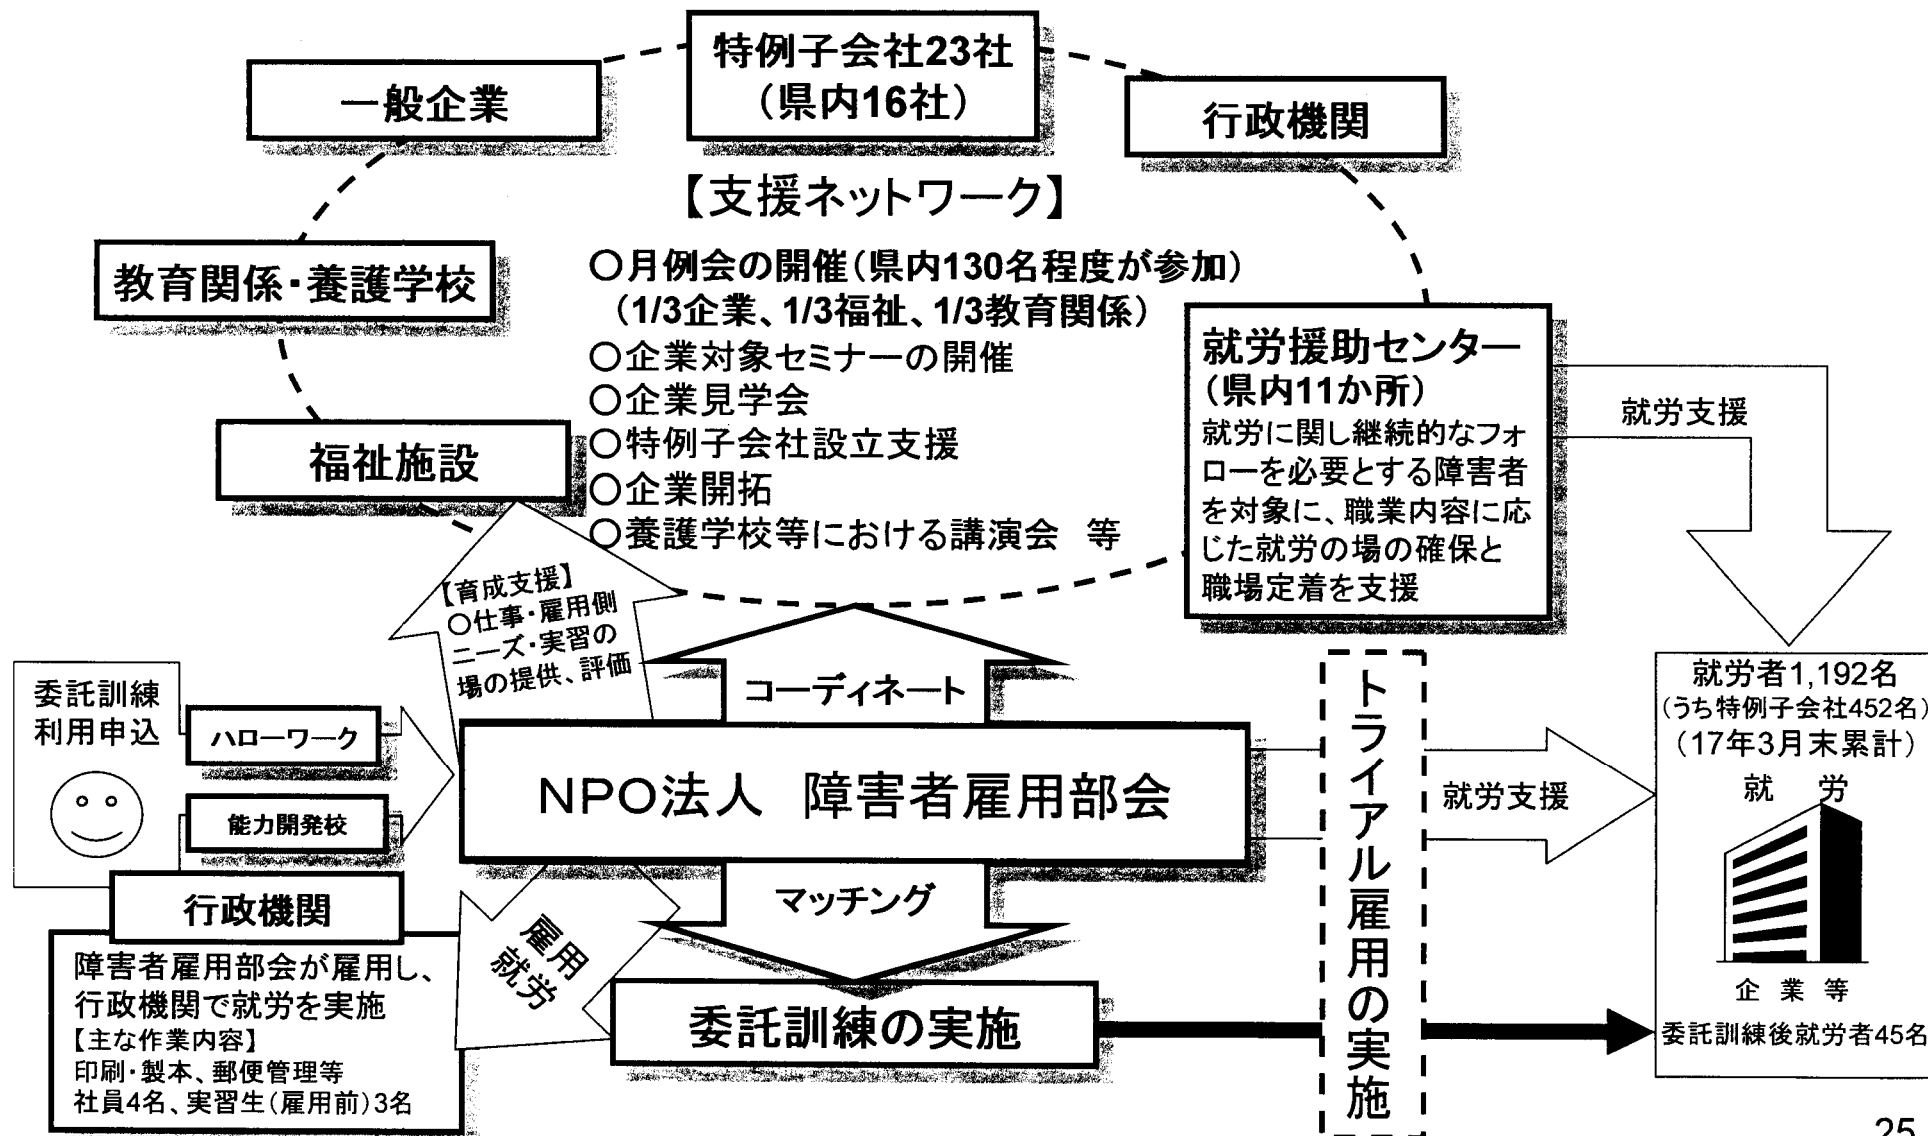 特例子会社23社
（県内16社）
一般企業
行政機関
【支援ネットワーク】
教育関係・養護学校
○月例会の開催（県内130名程度が参加）
（1/3企業、1/3福祉、1/3教育関係）
○企業対象セミナーの開催
○企業見学会
○特例子会社設立支援
○企業開拓
○養護学校等における講演会　等
福祉施設
就労援助センター
（県内11か所）
就労に関し継続的なフォ
ローを必要とする障害者
を対象に、職業内容に応
じた就労の場の確保と
職場定着を支援
就労支援
【育成支援】
○仕事・雇用側
ニーズ・実習の
場の提供、評価
コーディネート
委託訓練
利用申込
ハローワーク
能力開発校
NPO法人　障害者雇用部会
トライアル雇用の実施
就労支援
就労者1,192名
（うち特例子会社452名）
（17年3月末累計）
就　労
企　業　等
委託訓練後就労者45名
マッチング
雇用
就労
行政機関
障害者雇用部会が雇用し、
行政機関で就労を実施
【主な作業内容】
印刷・製本、郵便管理等
社員4名、実習生（雇用前）3名
委託訓練の実施
25